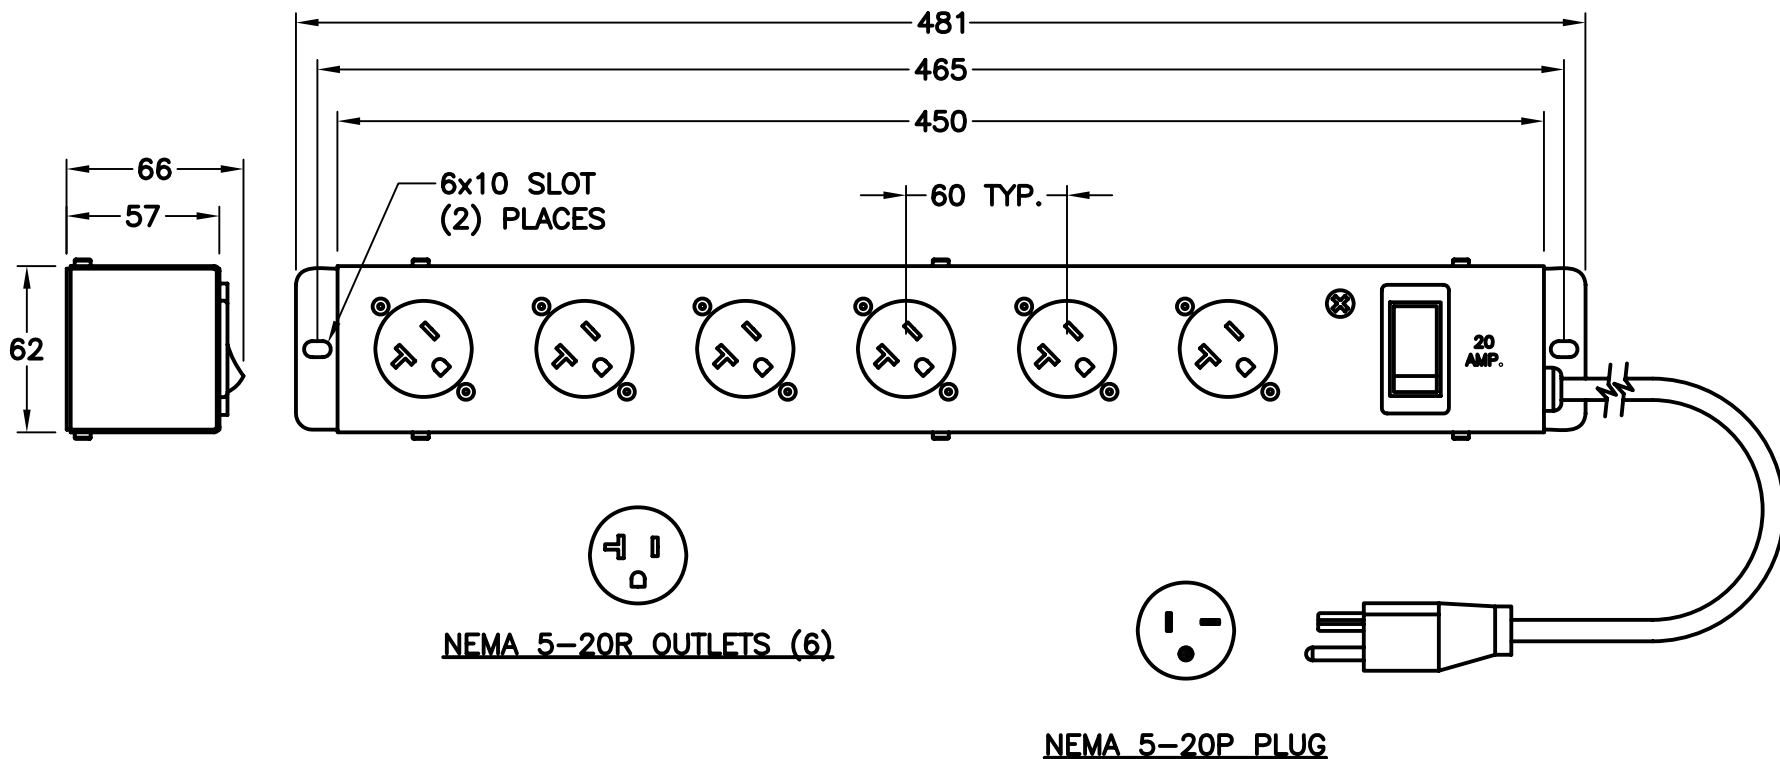 481
465
450
66
57
6x10 SLOT
(2) PLACES
60 TYP.
62
20
AMP.
NEMA 5-20R OUTLETS (6)
NEMA 5-20P PLUG